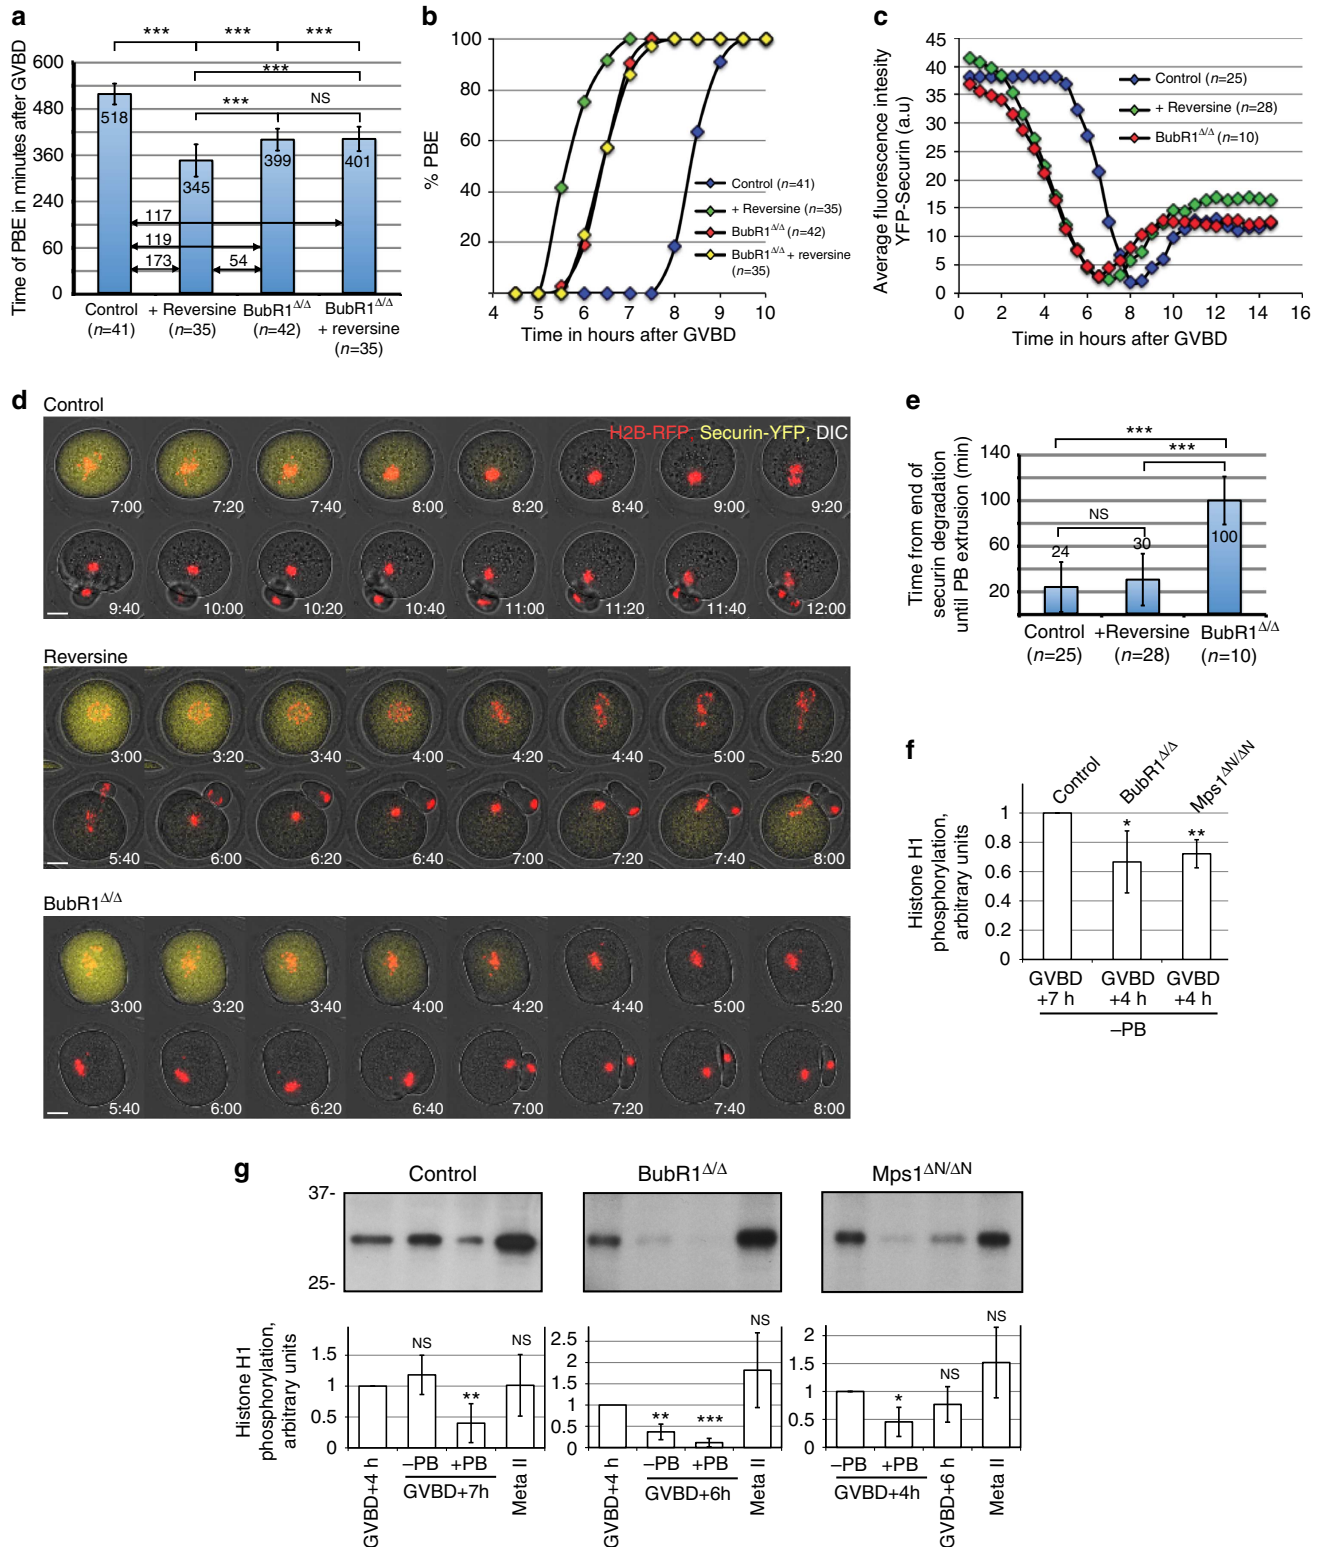 a
Time of PBE in minutes after GVBD
600
480
360
240
60
0
***
***
***
***
***
NS
518
345
399
401
117
119
173
54
Control
(n=41)
+ Reversine
(n=35)
BubR1Δ/Δ
(n=42)
BubR1Δ/Δ
+ reversine
(n=35)
b
% PBE
100
80
60
40
20
4 5 6 7 8 9 10
Time in hours after GVBD
Control (n=41)
+ Reversine (n=35)
BubR1Δ/Δ (n=42)
BubR1Δ/Δ + reversine
(n=35)
c
Average fluorescence intesity
YFP-Securin (a.u)
45
40
35
30
25
20
15
10
5
0
0 2 4 6 8 10 12 14 16
Time in hours after GVBD
Control (n=25)
+ Reversine (n=28)
BubR1Δ/Δ (n=10)
d
Control
H2B-RFP, Securin-YFP, DIC
7:00 7:20 7:40 8:00 8:20 8:40 9:00 9:20
9:40 10:00 10:20 10:40 11:00 11:20 11:40 12:00
Reversine
3:00 3:20 3:40 4:00 4:20 4:40 5:00 5:20
5:40 6:00 6:20 6:40 7:00 7:20 7:40 8:00
BubR1Δ/Δ
3:00 3:20 3:40 4:00 4:20 4:40 5:00 5:20
5:40 6:00 6:20 6:40 7:00 7:20 7:40 8:00
e
Time from end of
securin degradation
until PB extrusion (min)
140
100
60
20
***
***
NS
24
30
100
Control
(n=25)
+Reversine
(n=28)
BubR1Δ/Δ
(n=10)
f
Histone H1
phosphorylation,
arbitrary units
1
0.8
0.6
0.4
0.2
0
Control
BubR1Δ/Δ
Mps1ΔN/ΔN
*
**
GVBD
+7 h
GVBD
+4 h
GVBD
+4 h
–PB
g
Control
BubR1Δ/Δ
Mps1ΔN/ΔN
37-
25-
Histone H1
phosphorylation,
arbitrary units
1.5
1
0.5
0
NS
**
NS
GVBD+4 h
–PB +PB
GVBD+7h
Meta II
2.5
2
1.5
1
0.5
0
**
***
NS
GVBD+4 h
–PB +PB
GVBD+6h
Meta II
2
1.5
1
0.5
0
*
NS
NS
–PB +PB
GVBD+4h
GVBD+6 h
Meta II